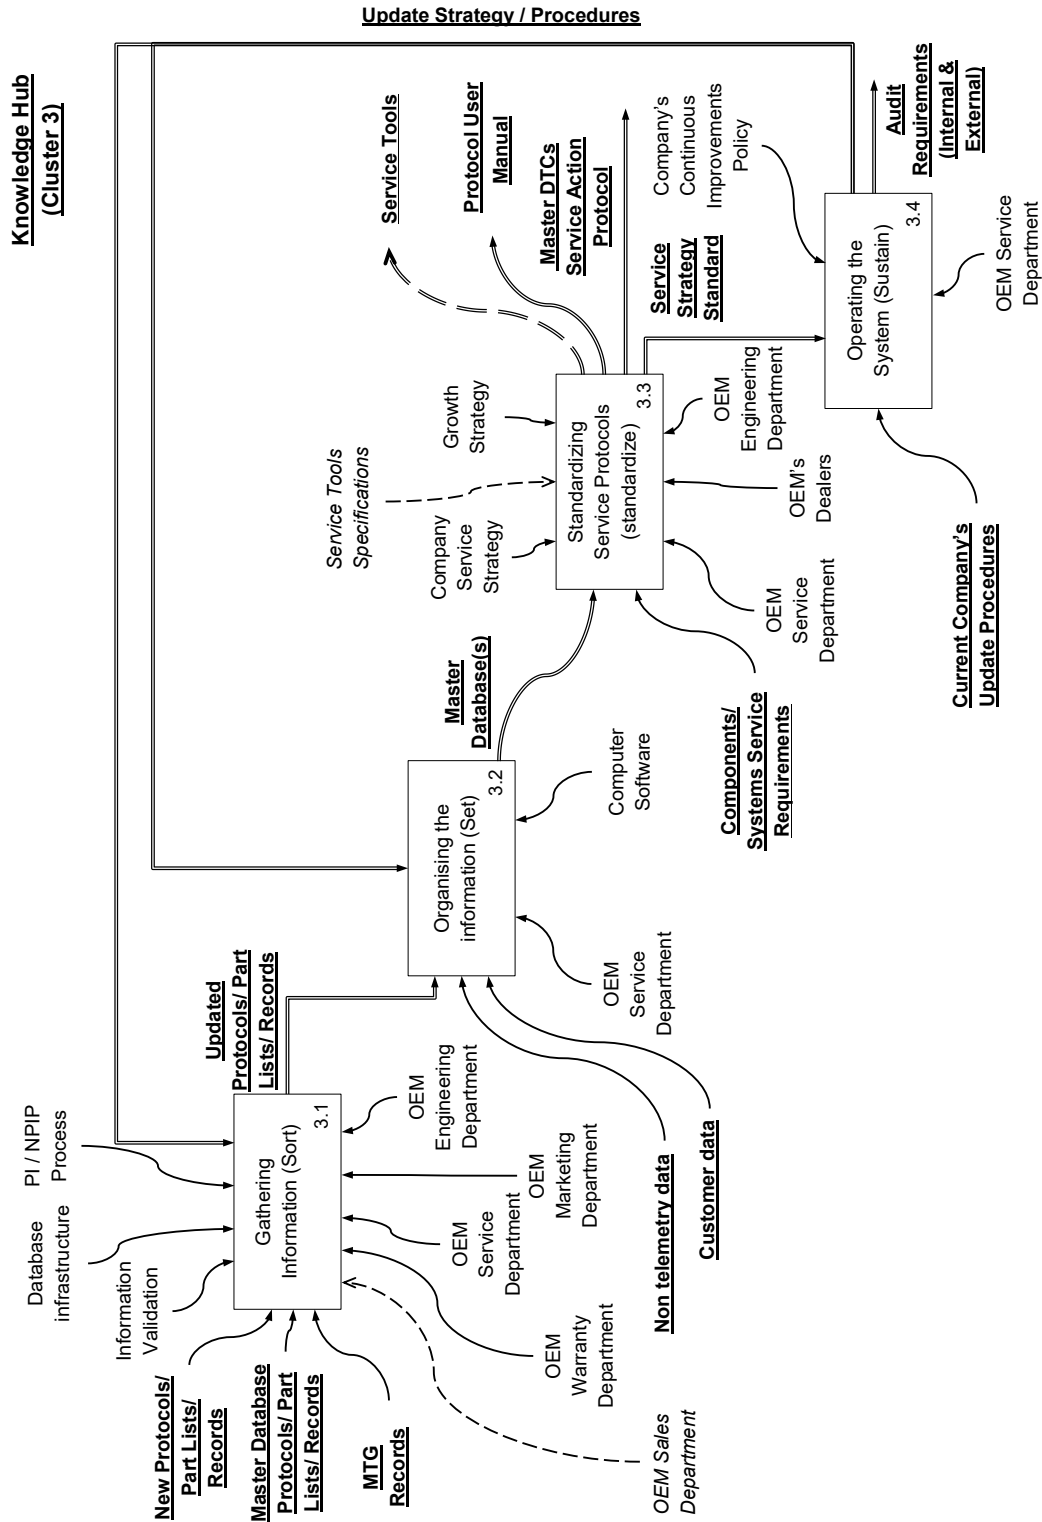 Update Strategy / Procedures
Knowledge Hub
(Cluster 3)
PI / NPIP
Process
Database
infrastructure
Information
Validation
New Protocols/
Part Lists/
Records
Master Database
Protocols/ Part
Lists/ Records
MTG
Records
Gathering
Information (Sort)
3.1
OEM Sales
Department
OEM
Warranty
Department
OEM
Service
Department
OEM
Marketing
Department
OEM
Engineering
Department
Updated
Protocols/ Part
Lists/ Records
Non telemetry data
Customer data
Organising the
information (Set)
3.2
OEM
Service
Department
Computer
Software
Master
Database(s)
Components/
Systems Service
Requirements
Company
Service
Strategy
Service Tools
Specifications
Growth
Strategy
Standardizing
Service Protocols
(standardize)
3.3
OEM
Service
Department
OEM's
Dealers
OEM
Engineering
Department
Service Tools
Protocol User
Manual
Master DTCs
Service Action
Protocol
Service
Strategy
Standard
Current Company's
Update Procedures
Company's
Continuous
Improvements
Policy
Operating the
System (Sustain)
3.4
OEM Service
Department
Audit
Requirements
(Internal &
External)